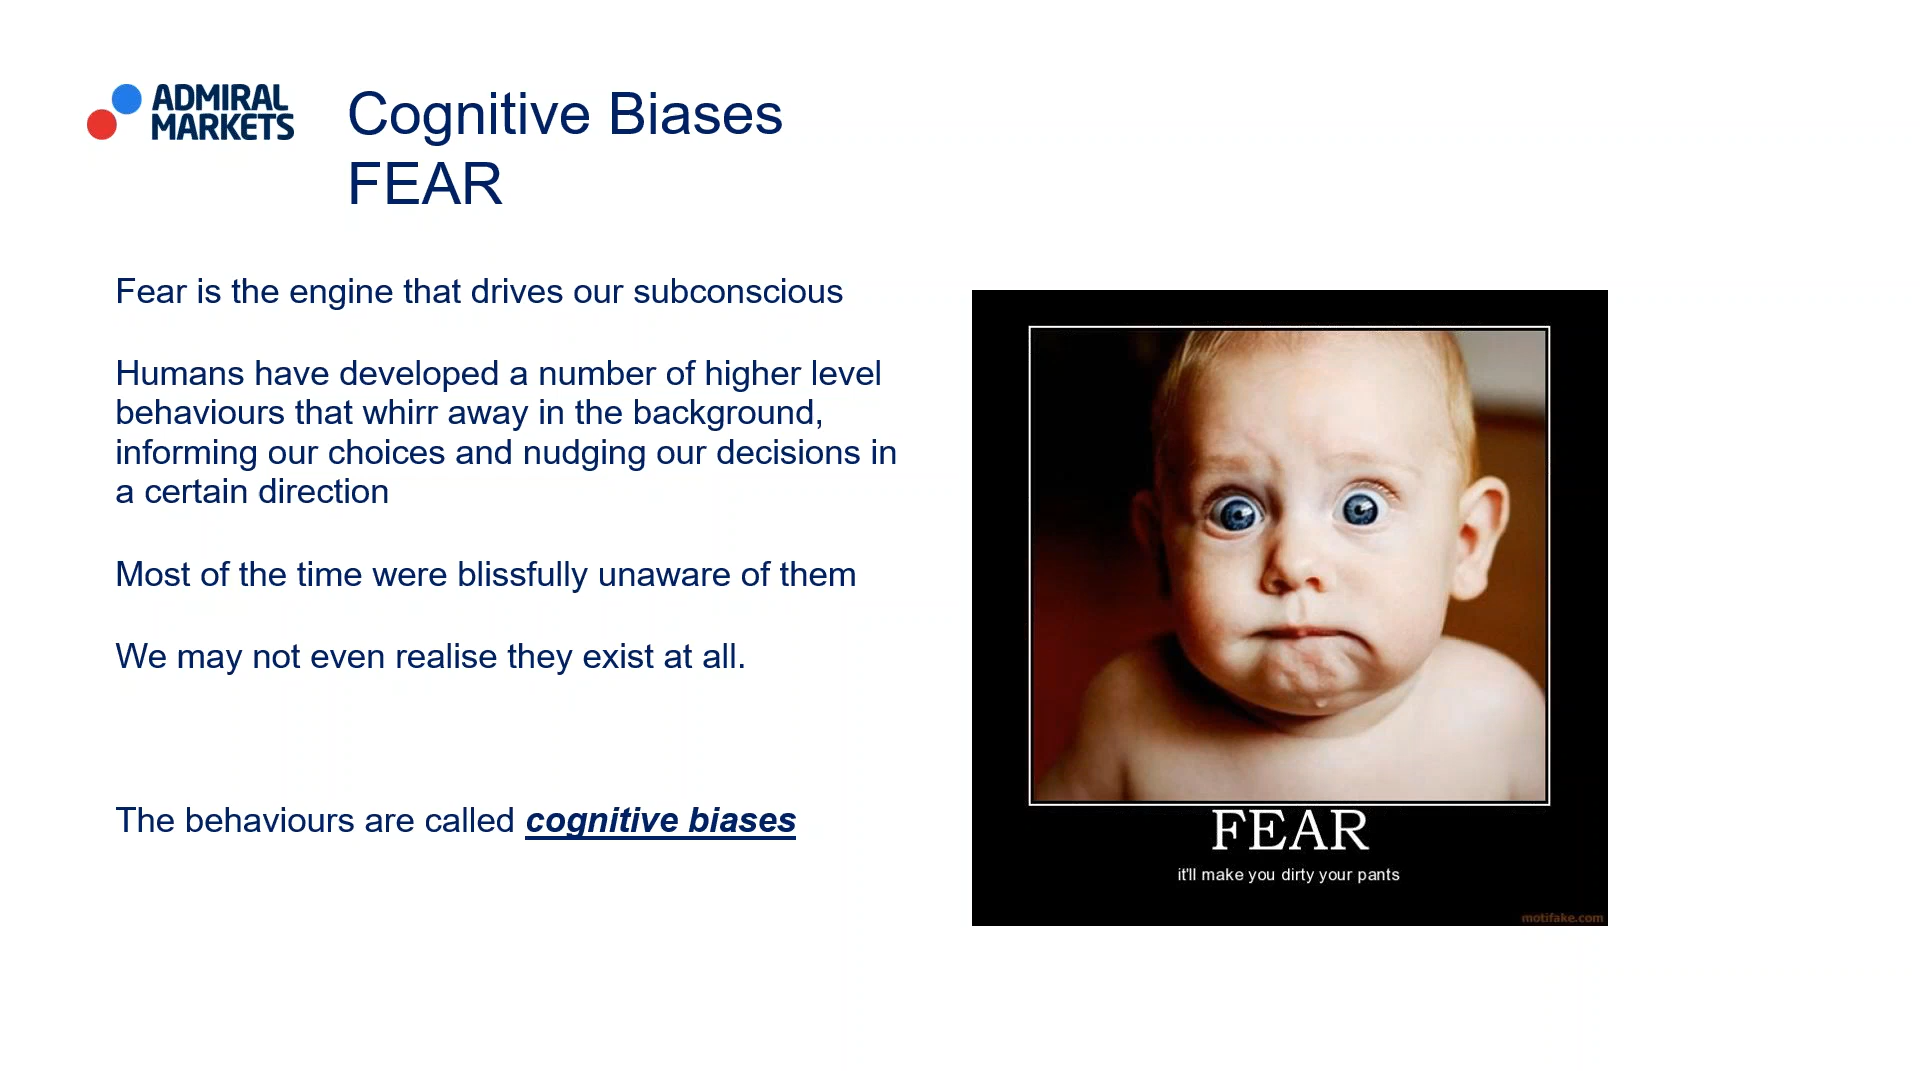 ADMIRAL
MARKETS
Cognitive Biases
FEAR
Fear is the engine that drives our subconscious
Humans have developed a number of higher level
behaviours that whirr away in the background,
informing our choices and nudging our decisions in
a certain direction
Most of the time were blissfully unaware of them
We may not even realise they exist at all.
The behaviours are called cognitive biases
FEAR
it'll make you dirty your pants
motifake.com